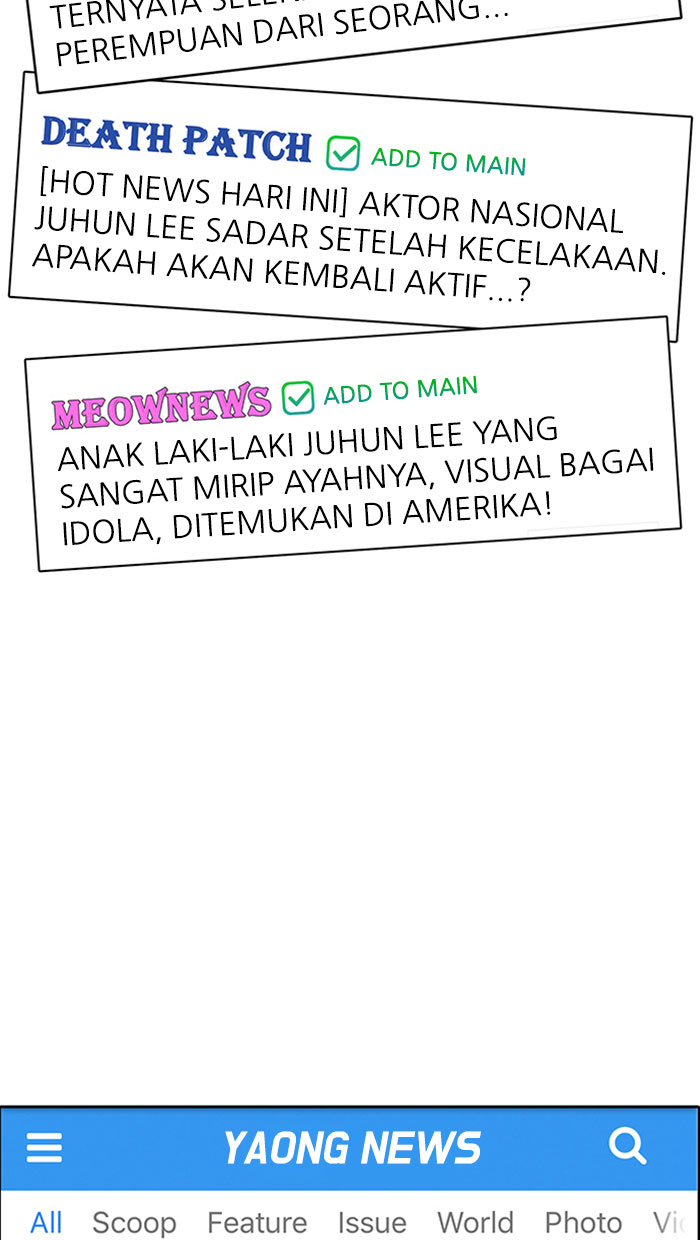 TERNYATA
PEREMPUAN DARI SEORANG...
DEATH PATCH ADD TO MAIN
[HOT NEWS HARI INI] AKTOR NASIONAL
JUHUN LEE SADAR SETELAH KECELAKAAN.
APAKAH AKAN KEMBALI AKTIF...?
MEOWNEWS ADD TO MAIN
ANAK LAKI-LAKI JUHUN LEE YANG
SANGAT MIRIP AYAHNYA, VISUAL BAGAI
IDOLA, DITEMUKAN DI AMERIKA!
YAONG NEWS
All Scoop Feature Issue World Photo